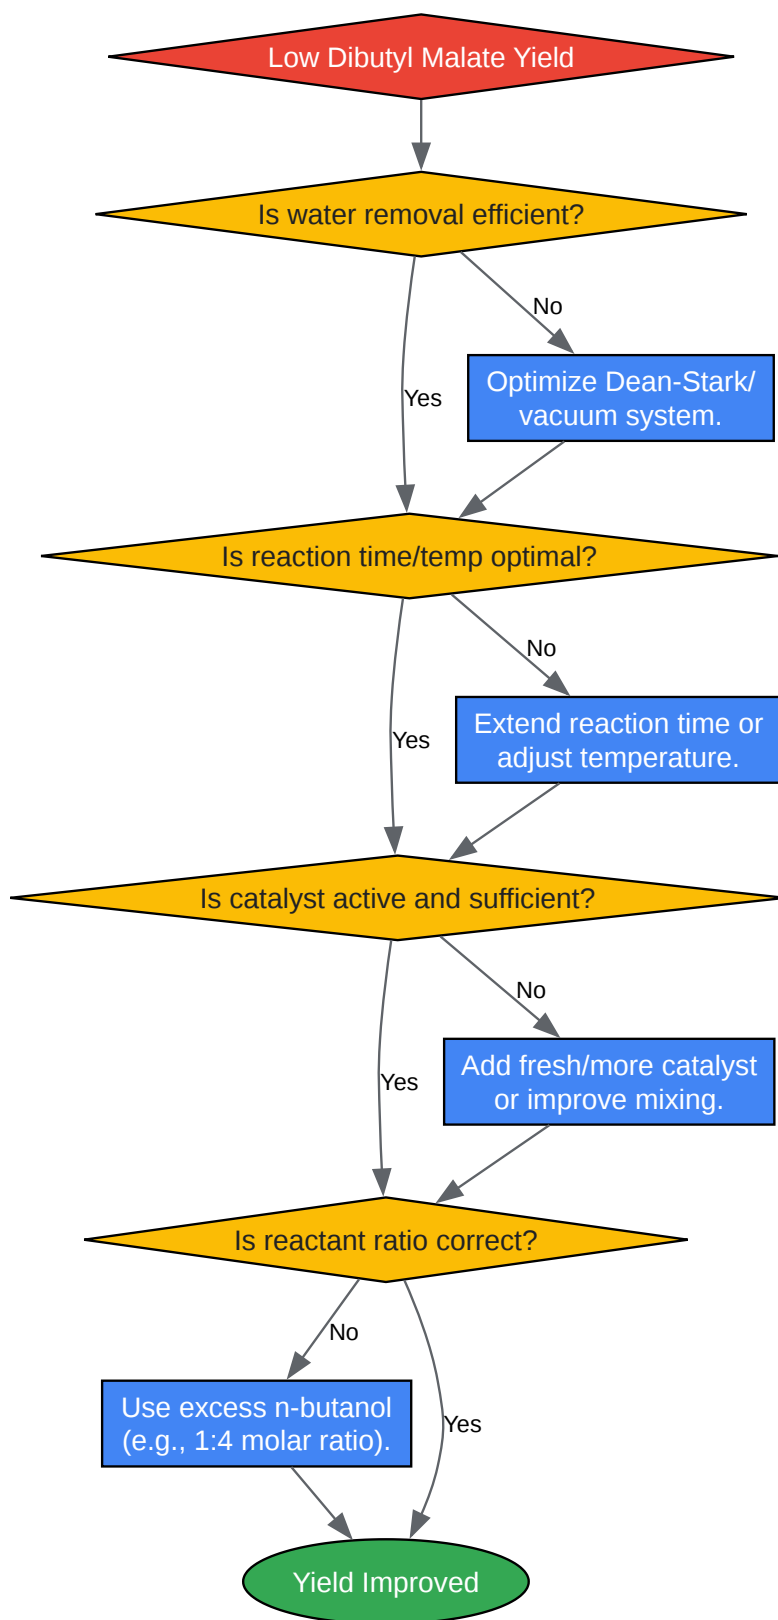 Low Dibutyl Malate Yield
Is water removal efficient?
No
Optimize Dean-Stark/
vacuum system.
Yes
Is reaction time/temp optimal?
No
Extend reaction time or
adjust temperature.
Yes
Is catalyst active and sufficient?
No
Add fresh/more catalyst
or improve mixing.
Yes
Is reactant ratio correct?
No
Use excess n-butanol
(e.g., 1:4 molar ratio).
Yes
Yield Improved